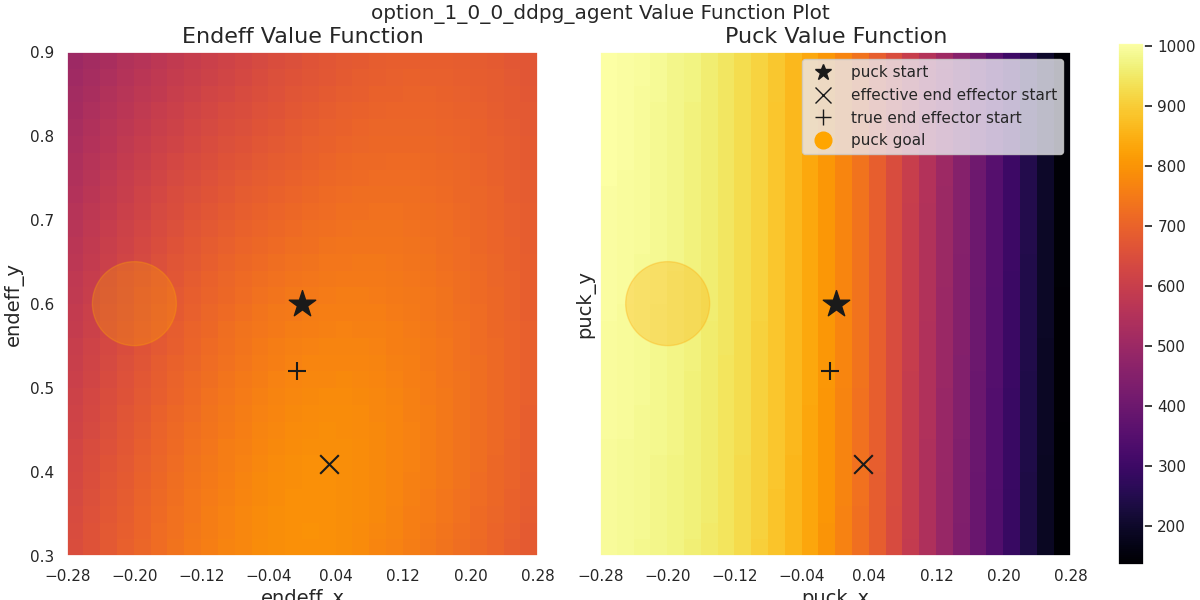 option_1_0_0_ddpg_agent Value Function Plot
Endeff Value Function
0.9
0.8
0.7
0.6
0.5
0.4
0.3
endeff_y
−0.28 −0.20 −0.12 −0.04 0.04 0.12 0.20 0.28
endeff_x
Puck Value Function
puck start
effective end effector start
true end effector start
puck goal
puck_y
−0.28 −0.20 −0.12 −0.04 0.04 0.12 0.20 0.28
puck_x
1000
900
800
700
600
500
400
300
200